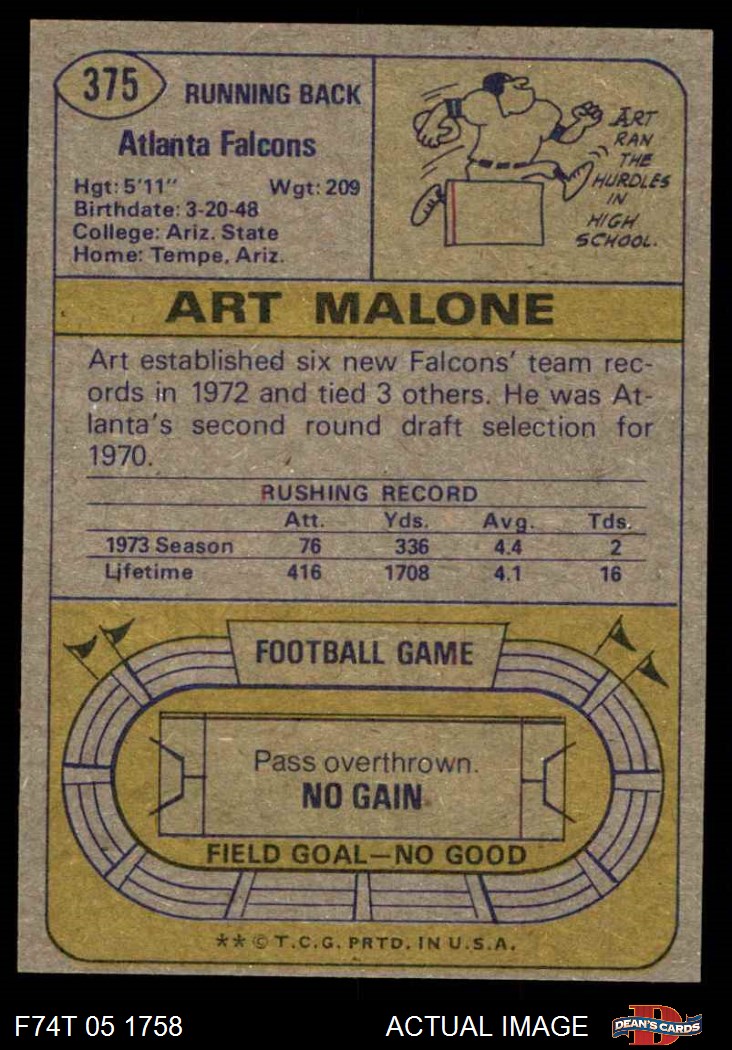 375
RUNNING BACK
Atlanta Falcons
Hgt: 5'11" Wgt: 209
Birthdate: 3-20-48
College: Ariz. State
Home: Tempe, Ariz.
ART
RAN
THE
HURDLES
IN
HIGH
SCHOOL.
ART MALONE
Art established six new Falcons' team rec-
ords in 1972 and tied 3 others. He was At-
lanta's second round draft selection for
1970.
RUSHING RECORD
Att. Yds. Avg. Tds.
1973 Season 76 336 4.4 2
Lifetime 416 1708 4.1 16
FOOTBALL GAME
Pass overthrown.
NO GAIN
FIELD GOAL—NO GOOD
**© T.C.G. PRTD. IN U.S.A.
F74T 05 1758 ACTUAL IMAGE
D
DEAN'S CARDS